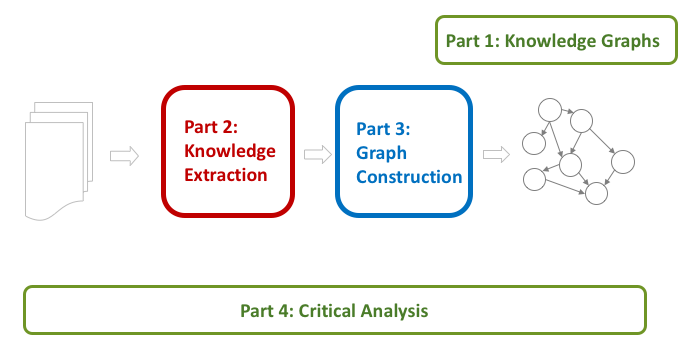 Part 1: Knowledge Graphs
Part 2:
Knowledge
Extraction
Part 3:
Graph
Construction
Part 4: Critical Analysis